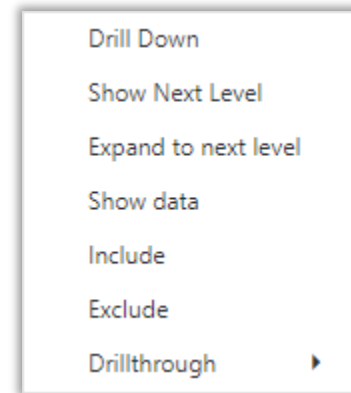 Drill Down
Show Next Level
Expand to next level
Show data
Include
Exclude
Drillthrough